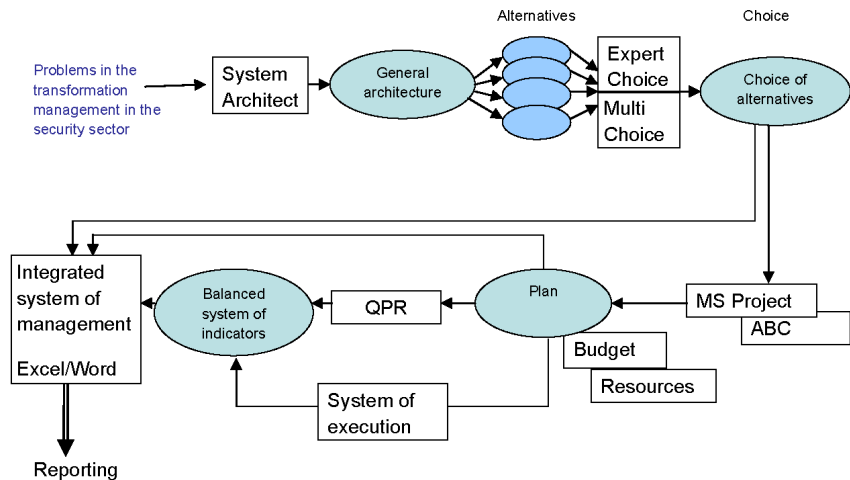 Alternatives
Choice
Problems in the
transformation
management in the
security sector
System
Architect
General
architecture
Expert
Choice
Multi
Choice
Choice of
alternatives
Integrated
system of
management
Excel/Word
Balanced
system of
indicators
QPR
Plan
MS Project
ABC
Budget
Resources
System of
execution
Reporting